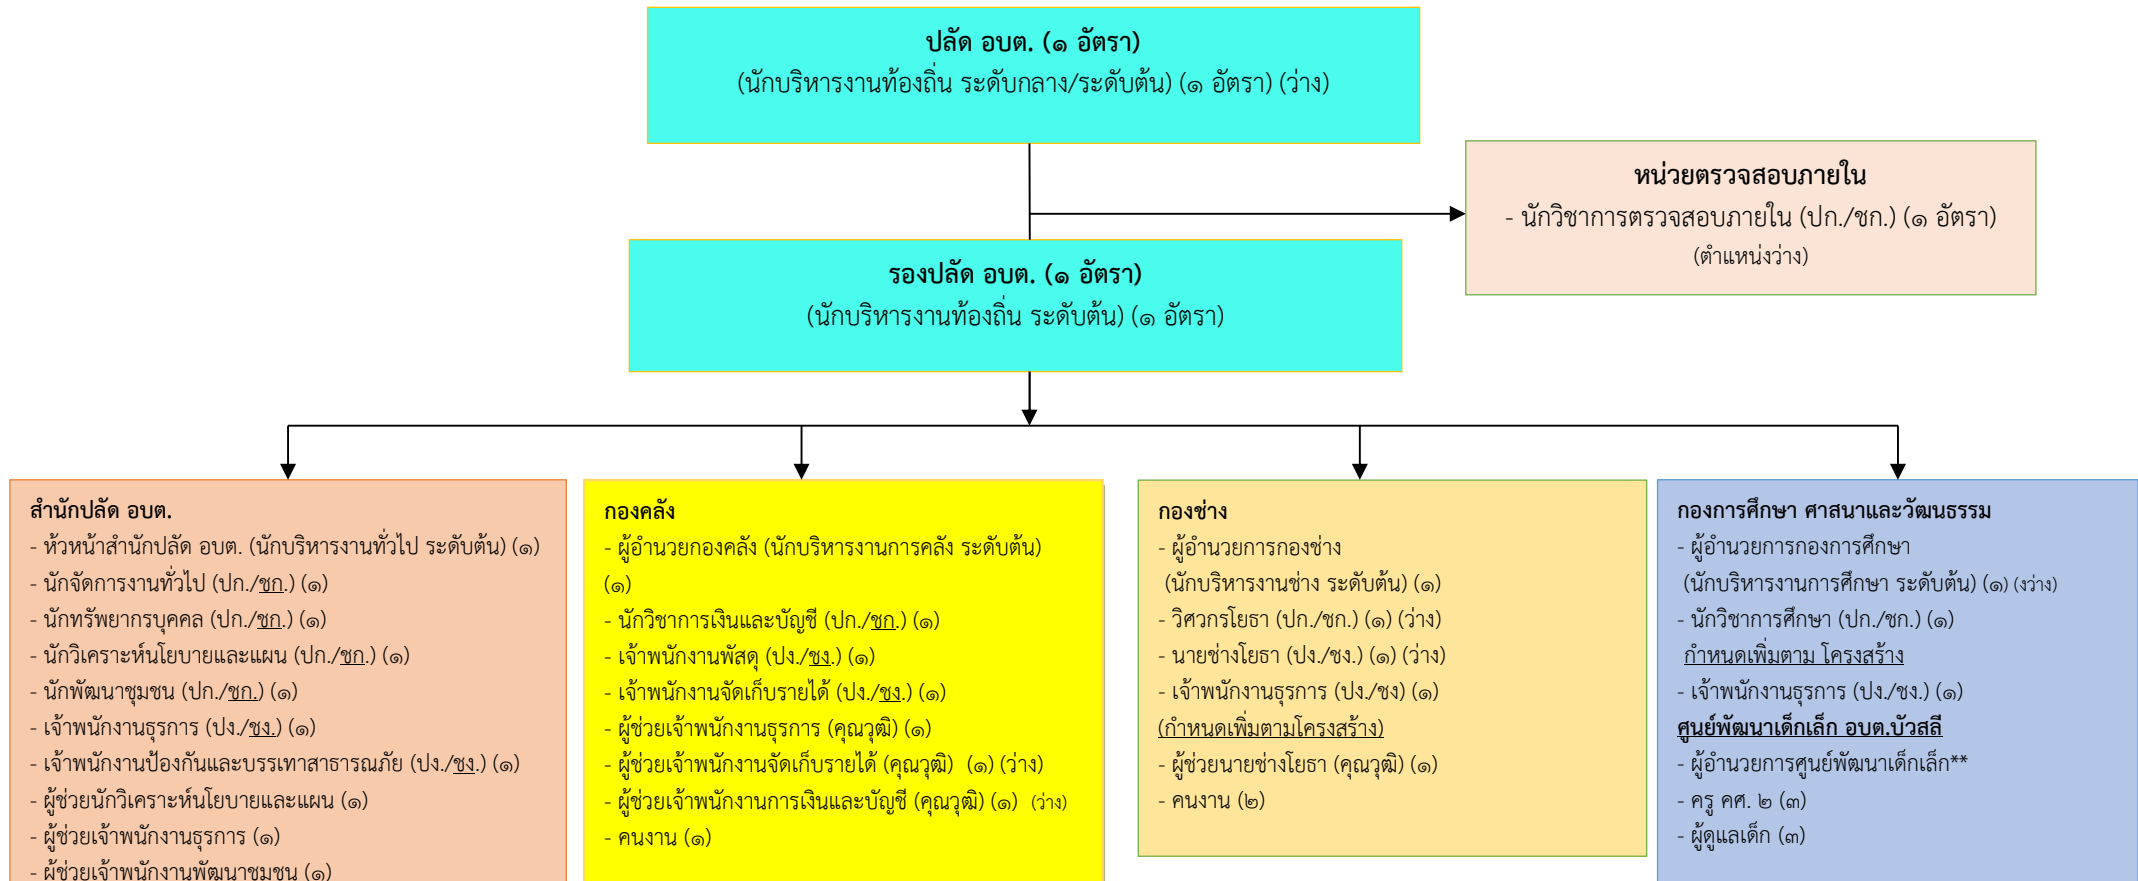 ปลัด อบต. (๑ อัตรา)
(นักบริหารงานท้องถิ่น ระดับกลาง/ระดับต้น) (๑ อัตรา) (ว่าง)
หน่วยตรวจสอบภายใน
- นักวิชาการตรวจสอบภายใน (ปก./ชก.) (๑ อัตรา)
(ตำแหน่งว่าง)
รองปลัด อบต. (๑ อัตรา)
(นักบริหารงานท้องถิ่น ระดับต้น) (๑ อัตรา)
สำนักปลัด อบต.
- ห้วหน้าสำนักปลัด อบต. (นักบริหารงานทั่วไป ระดับต้น) (๑)
- นักจัดการงานทั่วไป (ปก./ชก.) (๑)
- นักทรัพยากรบุคคล (ปก./ชก.) (๑)
- นักวิเคราะห์นโยบายและแผน (ปก./ชก.) (๑)
- นักพัฒนาชุมชน (ปก./ชก.) (๑)
- เจ้าพนักงานธุรการ (ปง./ชง.) (๑)
- เจ้าพนักงานป้องกันและบรรเทาสาธารณภัย (ปง./ชง.) (๑)
- ผู้ช่วยนักวิเคราะห์นโยบายและแผน (๑)
- ผู้ช่วยเจ้าพนักงานธุรการ (๑)
- ผู้ช่วยเจ้าพนักงานพัฒนาชุมชน (๑)
กองคลัง
- ผู้อำนวยกองคลัง (นักบริหารงานการคลัง ระดับต้น)
(๑)
- นักวิชาการเงินและบัญชี (ปก./ชก.) (๑)
- เจ้าพนักงานพัสดุ (ปง./ชง.) (๑)
- เจ้าพนักงานจัดเก็บรายได้ (ปง./ชง.) (๑)
- ผู้ช่วยเจ้าพนักงานธุรการ (คุณวุฒิ) (๑)
- ผู้ช่วยเจ้าพนักงานจัดเก็บรายได้ (คุณวุฒิ) (๑) (ว่าง)
- ผู้ช่วยเจ้าพนักงานการเงินและบัญชี (คุณวุฒิ) (๑) (ว่าง)
- คนงาน (๑)
กองช่าง
- ผู้อำนวยการกองช่าง
(นักบริหารงานช่าง ระดับต้น) (๑)
- วิศวกรโยธา (ปก./ชก.) (๑) (ว่าง)
- นายช่างโยธา (ปง./ชง.) (๑) (ว่าง)
- เจ้าพนักงานธุรการ (ปง./ชง) (๑)
(กำหนดเพิ่มตามโครงสร้าง)
- ผู้ช่วยนายช่างโยธา (คุณวุฒิ) (๑)
- คนงาน (๒)
กองการศึกษา ศาสนาและวัฒนธรรม
- ผู้อำนวยการกองการศึกษา
(นักบริหารงานการศึกษา ระดับต้น) (๑) (งว่าง)
- นักวิชาการศึกษา (ปก./ชก.) (๑)
กำหนดเพิ่มตาม โครงสร้าง
- เจ้าพนักงานธุรการ (ปง./ชง.) (๑)
ศูนย์พัฒนาเด็กเล็ก อบต.บัวสลี
- ผู้อำนวยการศูนย์พัฒนาเด็กเล็ก**
- ครู คศ. ๒ (๓)
- ผู้ดูแลเด็ก (๓)